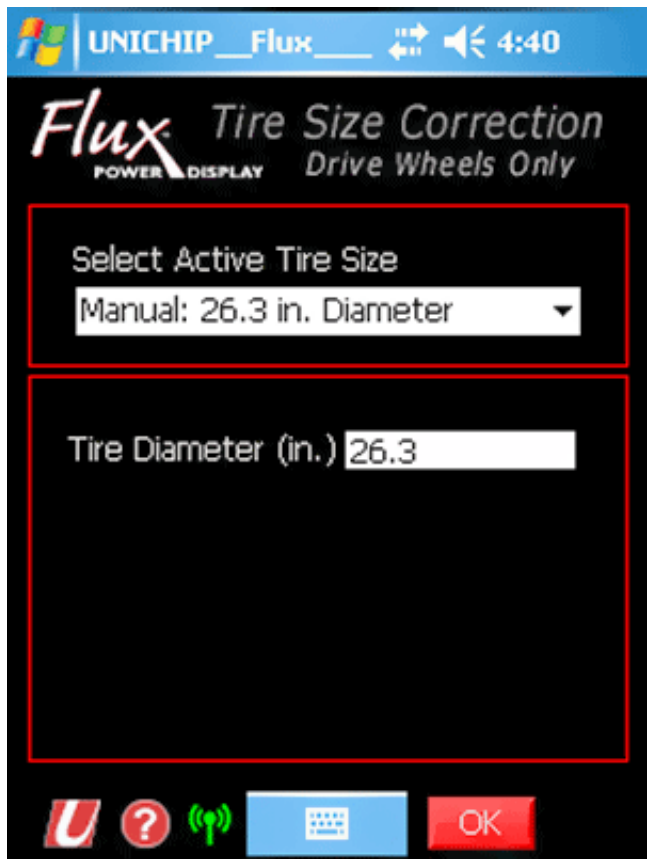 UNICHIP__Flux___ 4:40
Flux Tire Size Correction
POWER DISPLAY Drive Wheels Only
Select Active Tire Size
Manual: 26.3 in. Diameter
Tire Diameter (in.) 26.3
U ? OK